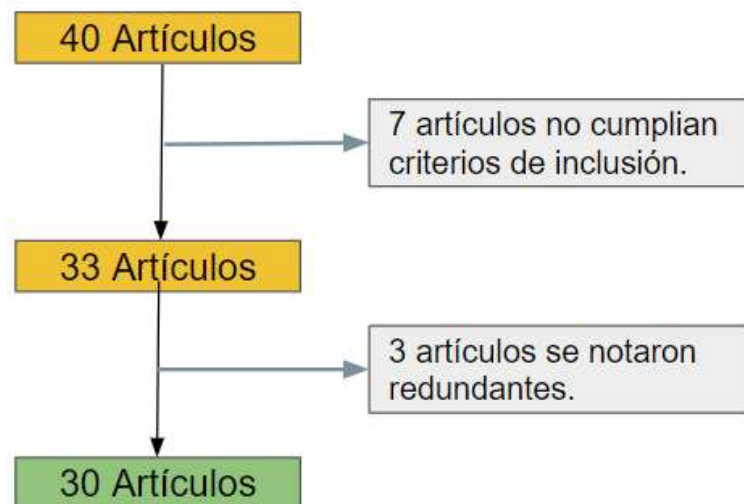 40 Artículos
7 artículos no cumplian
criterios de inclusión.
33 Artículos
3 artículos se notaron
redundantes.
30 Artículos